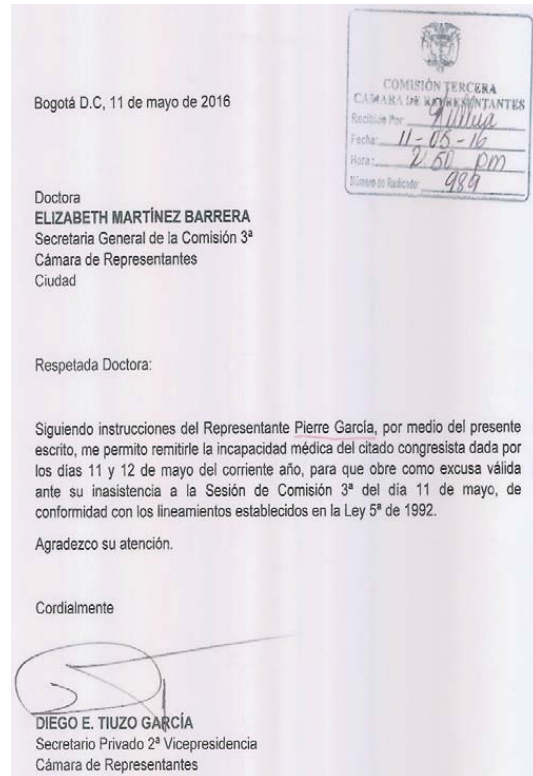 COMISIÓN TERCERA
CAMARA DE REPRESENTANTES
Recibido Por:
Fecha: 11-05-16
Hora: 2:50 pm
Número de Radicado: 989
Bogotá D.C, 11 de mayo de 2016
Doctora
ELIZABETH MARTÍNEZ BARRERA
Secretaria General de la Comisión 3ª
Cámara de Representantes
Ciudad
Respetada Doctora:
Siguiendo instrucciones del Representante Pierre García, por medio del presente
escrito, me permito remitirle la incapacidad médica del citado congresista dada por
los días 11 y 12 de mayo del corriente año, para que obre como excusa válida
ante su inasistencia a la Sesión de Comisión 3ª del día 11 de mayo, de
conformidad con los lineamientos establecidos en la Ley 5ª de 1992.
Agradezco su atención.
Cordialmente
DIEGO E. TIUZO GARCÍA
Secretario Privado 2ª Vicepresidencia
Cámara de Representantes